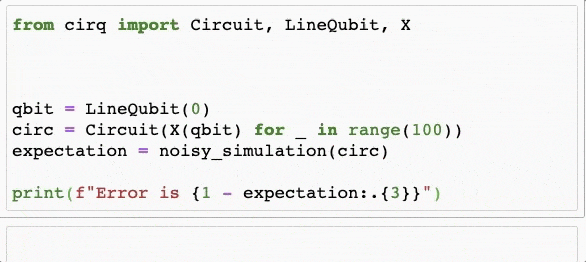 from cirq import Circuit, LineQubit, X
qbit = LineQubit(0)
circ = Circuit(X(qbit) for _ in range(100))
expectation = noisy_simulation(circ)
print(f"Error is {1 - expectation:.{3}}")